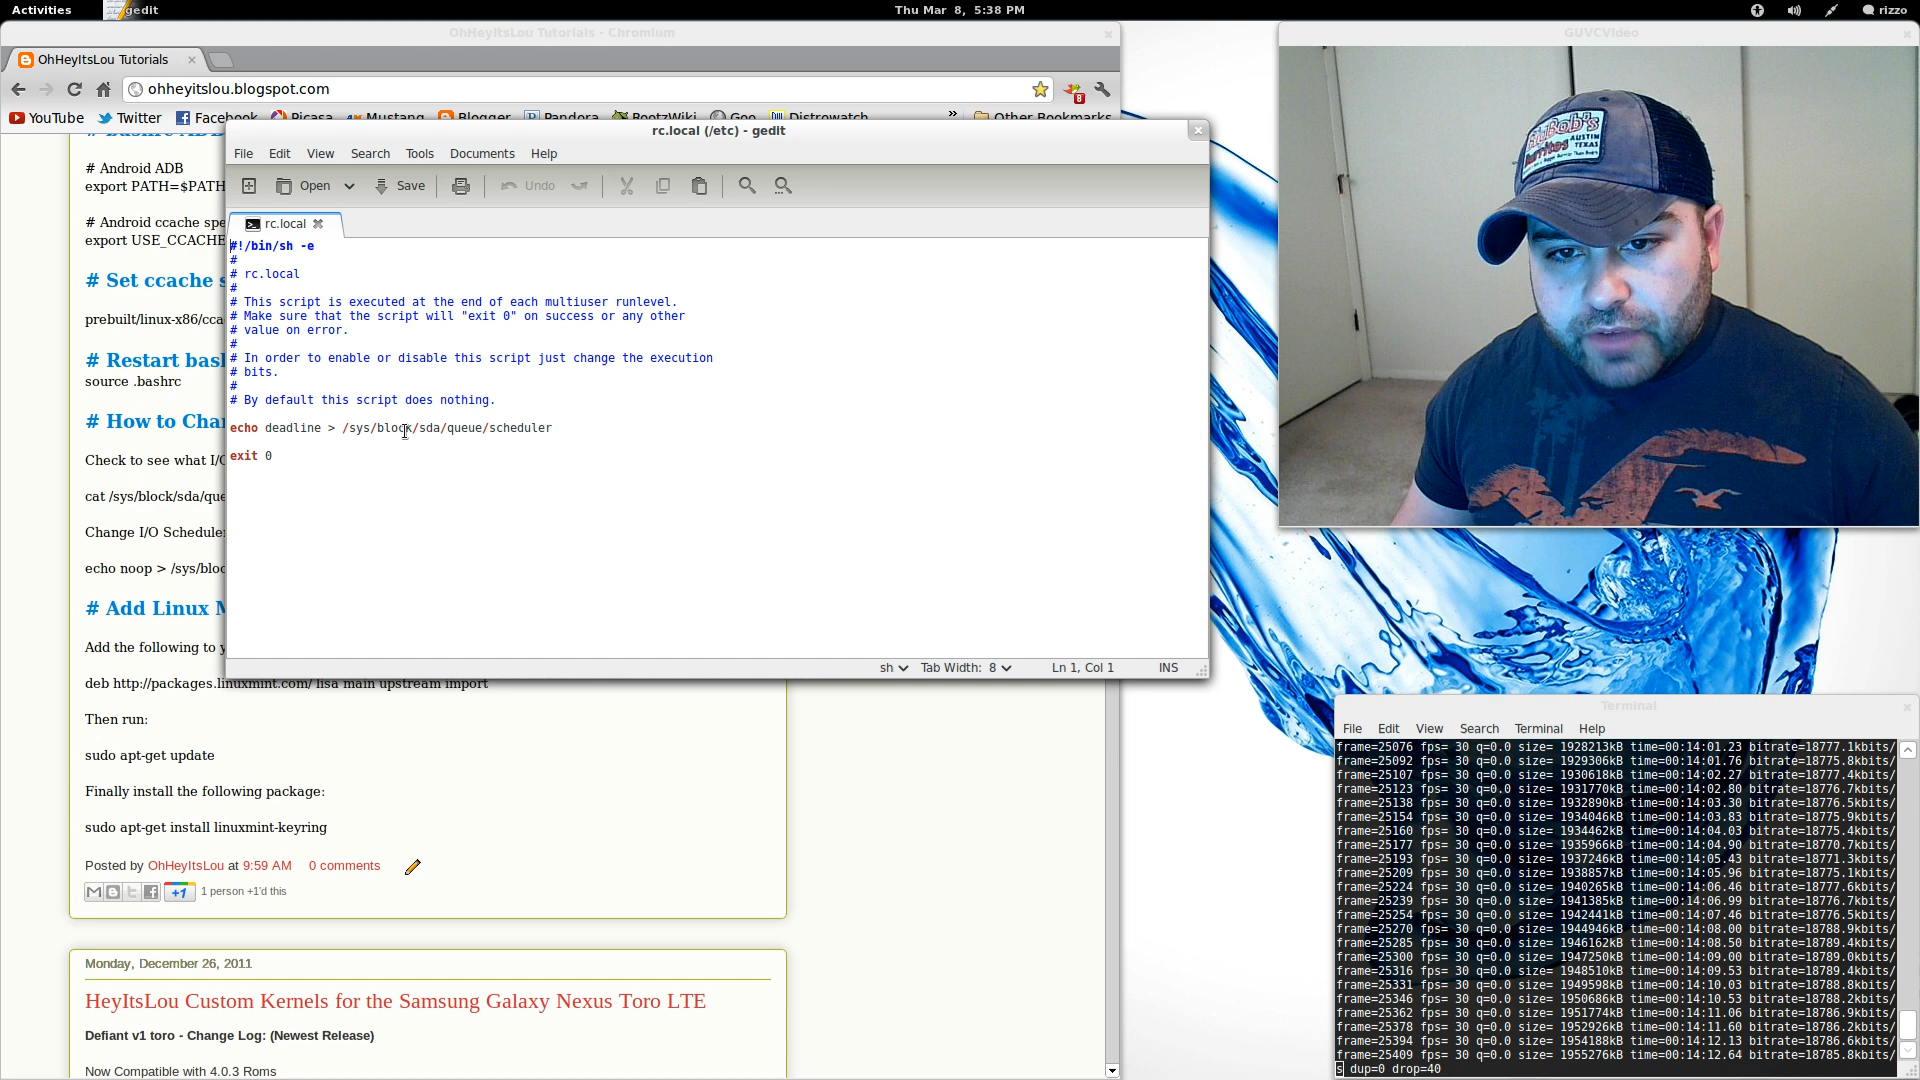 Activities
gedit
Thu Mar 8, 5:38 PM
rizzo
OhHeyItsLou Tutorials - Chromium
OhHeyItsLou Tutorials
ohheyitslou.blogspot.com
8
YouTube
Twitter
Facebook
Picasa
Mustang
Blogger
Pandora
RootzWiki
Goo
Distrowatch
»
Other Bookmarks
# Android ADB
export PATH=$PATH
# Android ccache spe
export USE_CCACHE
# Set ccache s
prebuilt/linux-x86/cca
# Restart bas
source .bashrc
# How to Cha
Check to see what I/O
cat /sys/block/sda/que
Change I/O Scheduler
echo noop > /sys/bloc
# Add Linux M
Add the following to y
deb http://packages.linuxmint.com/ lisa main upstream import
Then run:
sudo apt-get update
Finally install the following package:
sudo apt-get install linuxmint-keyring
Posted by OhHeyItsLou at 9:59 AM 0 comments
+1
1 person +1'd this
Monday, December 26, 2011
HeyItsLou Custom Kernels for the Samsung Galaxy Nexus Toro LTE
Defiant v1 toro - Change Log: (Newest Release)
Now Compatible with 4.0.3 Roms
rc.local (/etc) - gedit
File Edit View Search Tools Documents Help
Open Save Undo
rc.local
#!/bin/sh -e
#
# rc.local
#
# This script is executed at the end of each multiuser runlevel.
# Make sure that the script will "exit 0" on success or any other
# value on error.
#
# In order to enable or disable this script just change the execution
# bits.
#
# By default this script does nothing.
echo deadline > /sys/block/sda/queue/scheduler
exit 0
sh Tab Width: 8 Ln 1, Col 1 INS
GUVCVideo
BuBob's
Burritos
AUSTIN
TEXAS
Terminal
File Edit View Search Terminal Help
frame=25076 fps= 30 q=0.0 size= 1928213kB time=00:14:01.23 bitrate=18777.1kbits/
frame=25092 fps= 30 q=0.0 size= 1929306kB time=00:14:01.76 bitrate=18775.8kbits/
frame=25107 fps= 30 q=0.0 size= 1930618kB time=00:14:02.27 bitrate=18777.4kbits/
frame=25123 fps= 30 q=0.0 size= 1931770kB time=00:14:02.80 bitrate=18776.7kbits/
frame=25138 fps= 30 q=0.0 size= 1932890kB time=00:14:03.30 bitrate=18776.5kbits/
frame=25154 fps= 30 q=0.0 size= 1934046kB time=00:14:03.83 bitrate=18775.9kbits/
frame=25160 fps= 30 q=0.0 size= 1934462kB time=00:14:04.03 bitrate=18775.4kbits/
frame=25177 fps= 30 q=0.0 size= 1935966kB time=00:14:04.90 bitrate=18770.7kbits/
frame=25193 fps= 30 q=0.0 size= 1937246kB time=00:14:05.43 bitrate=18771.3kbits/
frame=25209 fps= 30 q=0.0 size= 1938857kB time=00:14:05.96 bitrate=18775.1kbits/
frame=25224 fps= 30 q=0.0 size= 1940265kB time=00:14:06.46 bitrate=18777.6kbits/
frame=25239 fps= 30 q=0.0 size= 1941385kB time=00:14:06.99 bitrate=18776.9kbits/
frame=25254 fps= 30 q=0.0 size= 1942441kB time=00:14:07.46 bitrate=18776.5kbits/
frame=25270 fps= 30 q=0.0 size= 1944946kB time=00:14:08.00 bitrate=18788.9kbits/
frame=25285 fps= 30 q=0.0 size= 1946162kB time=00:14:08.50 bitrate=18789.4kbits/
frame=25300 fps= 30 q=0.0 size= 1947250kB time=00:14:09.00 bitrate=18789.0kbits/
frame=25316 fps= 30 q=0.0 size= 1948510kB time=00:14:09.53 bitrate=18789.4kbits/
frame=25331 fps= 30 q=0.0 size= 1949598kB time=00:14:10.03 bitrate=18788.8kbits/
frame=25346 fps= 30 q=0.0 size= 1950686kB time=00:14:10.53 bitrate=18788.2kbits/
frame=25362 fps= 30 q=0.0 size= 1951774kB time=00:14:11.06 bitrate=18786.9kbits/
frame=25378 fps= 30 q=0.0 size= 1952926kB time=00:14:11.60 bitrate=18786.2kbits/
frame=25394 fps= 30 q=0.0 size= 1954188kB time=00:14:12.13 bitrate=18786.6kbits/
frame=25409 fps= 30 q=0.0 size= 1955276kB time=00:14:12.64 bitrate=18785.8kbits/
s dup=0 drop=40